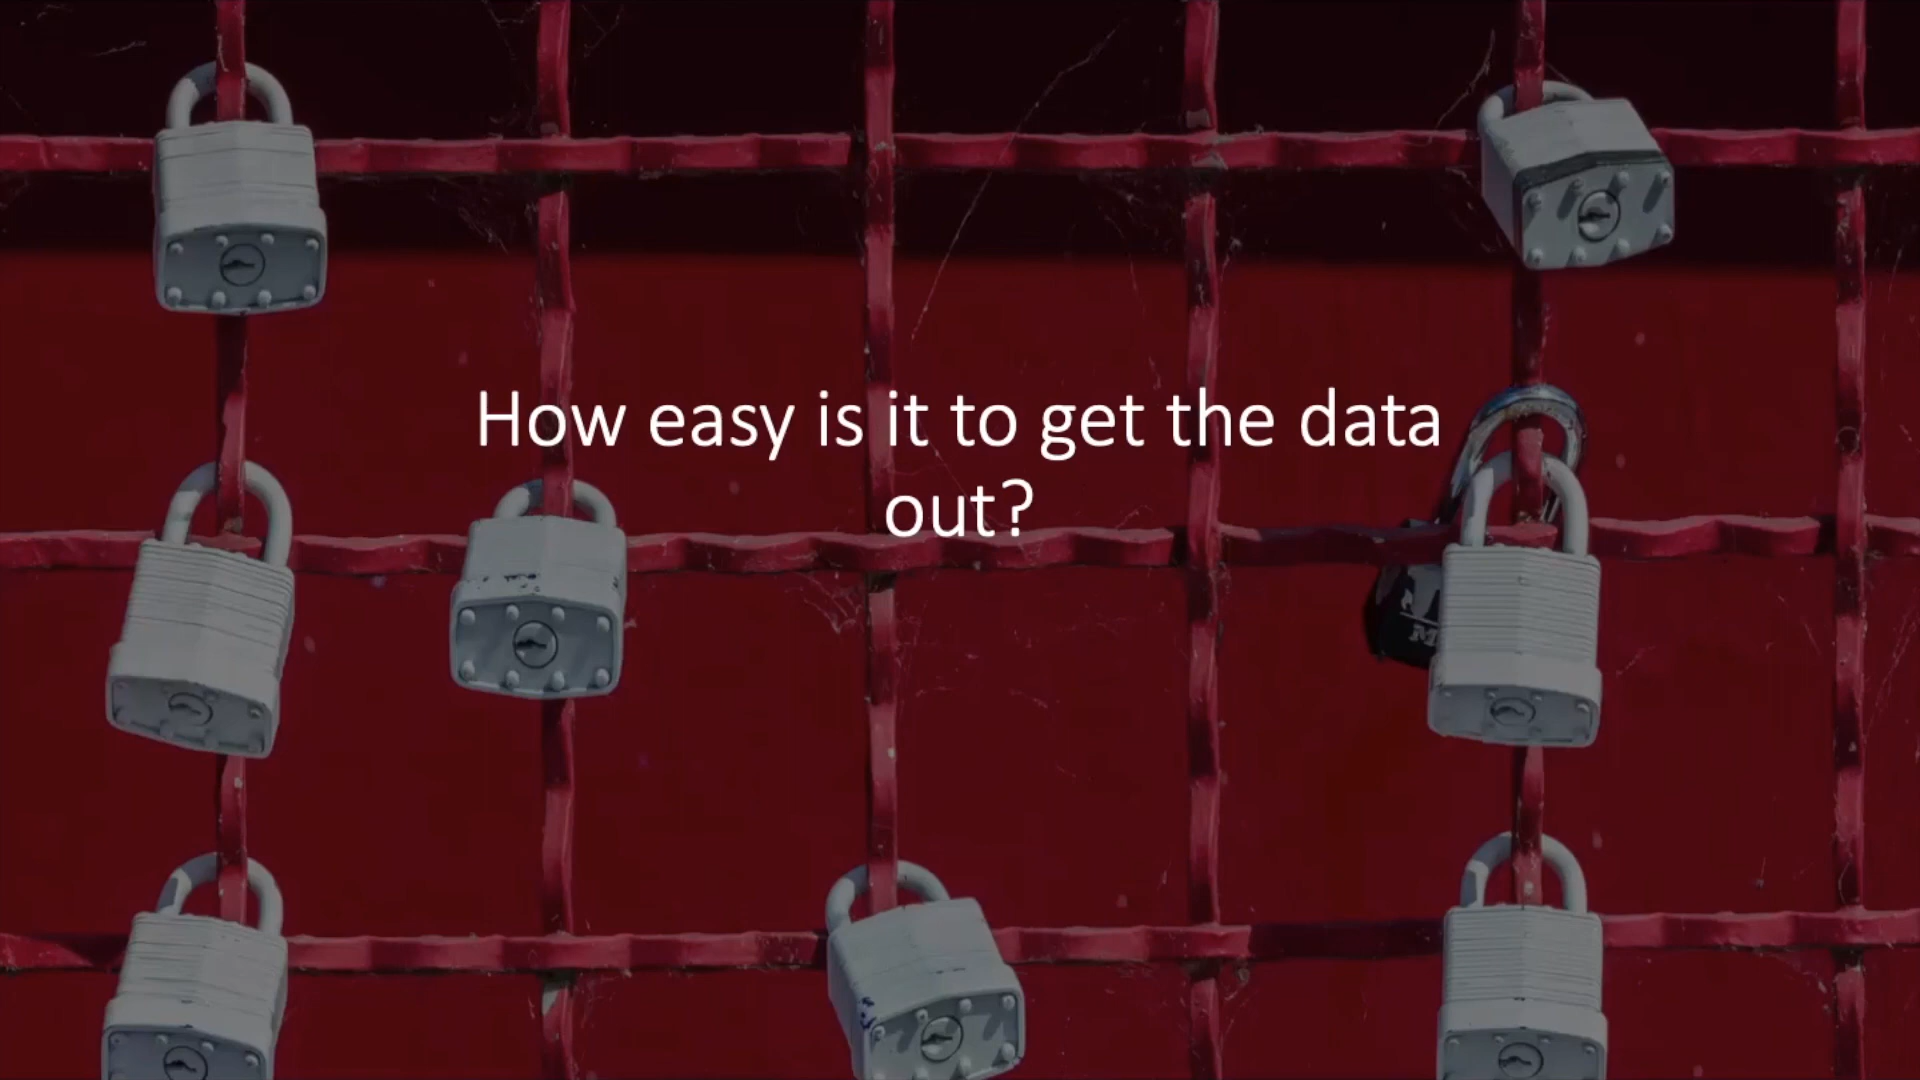 How easy is it to get the data
out?